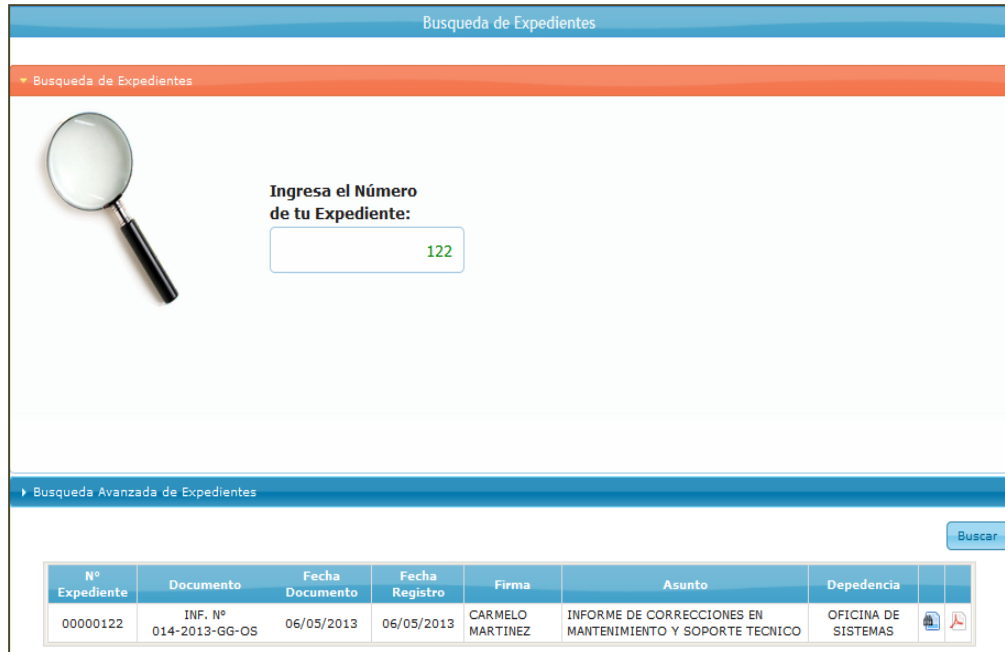 Busqueda de Expedientes
Busqueda de Expedientes
Ingresa el Número
de tu Expediente:
122
Busqueda Avanzada de Expedientes
Buscar
Nº Expediente Documento Fecha Documento Fecha Registro Firma Asunto Depedencia
00000122 INF. Nº 014-2013-GG-OS 06/05/2013 06/05/2013 CARMELO MARTINEZ INFORME DE CORRECCIONES EN MANTENIMIENTO Y SOPORTE TECNICO OFICINA DE SISTEMAS